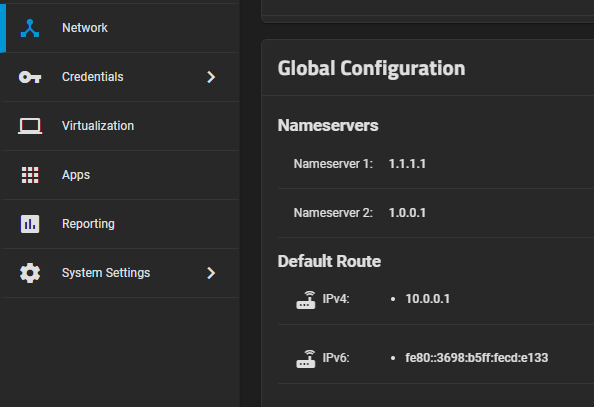 Network
Credentials
Virtualization
Apps
Reporting
System Settings
Global Configuration
Nameservers
Nameserver 1: 1.1.1.1
Nameserver 2: 1.0.0.1
Default Route
IPv4: • 10.0.0.1
IPv6: • fe80::3698:b5ff:fecd:e133